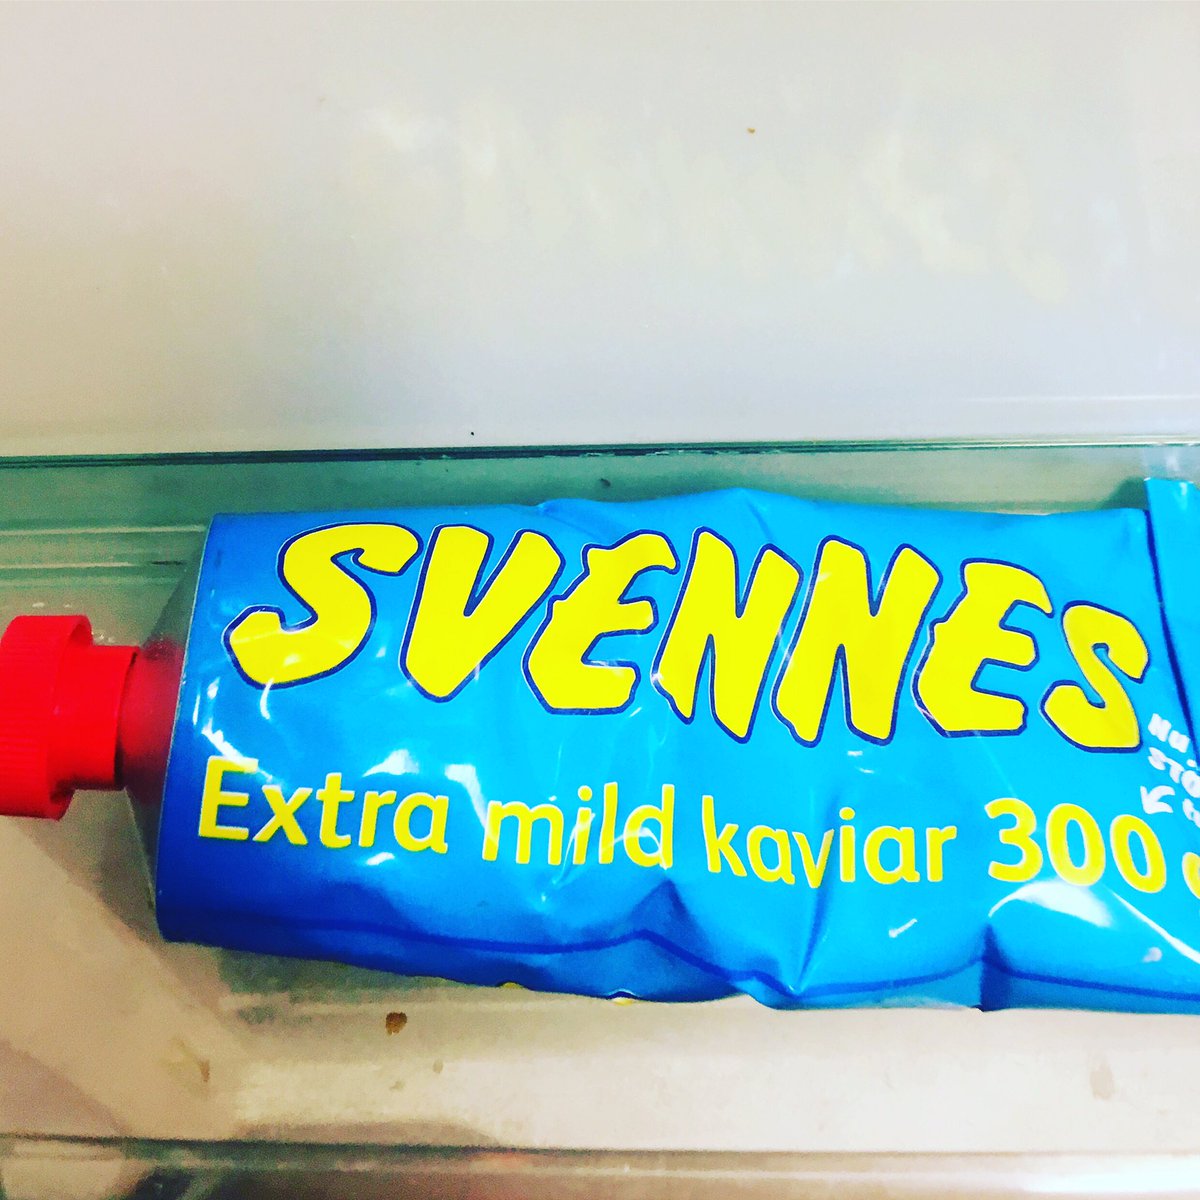 SVENNES
Extra mild kaviar 300